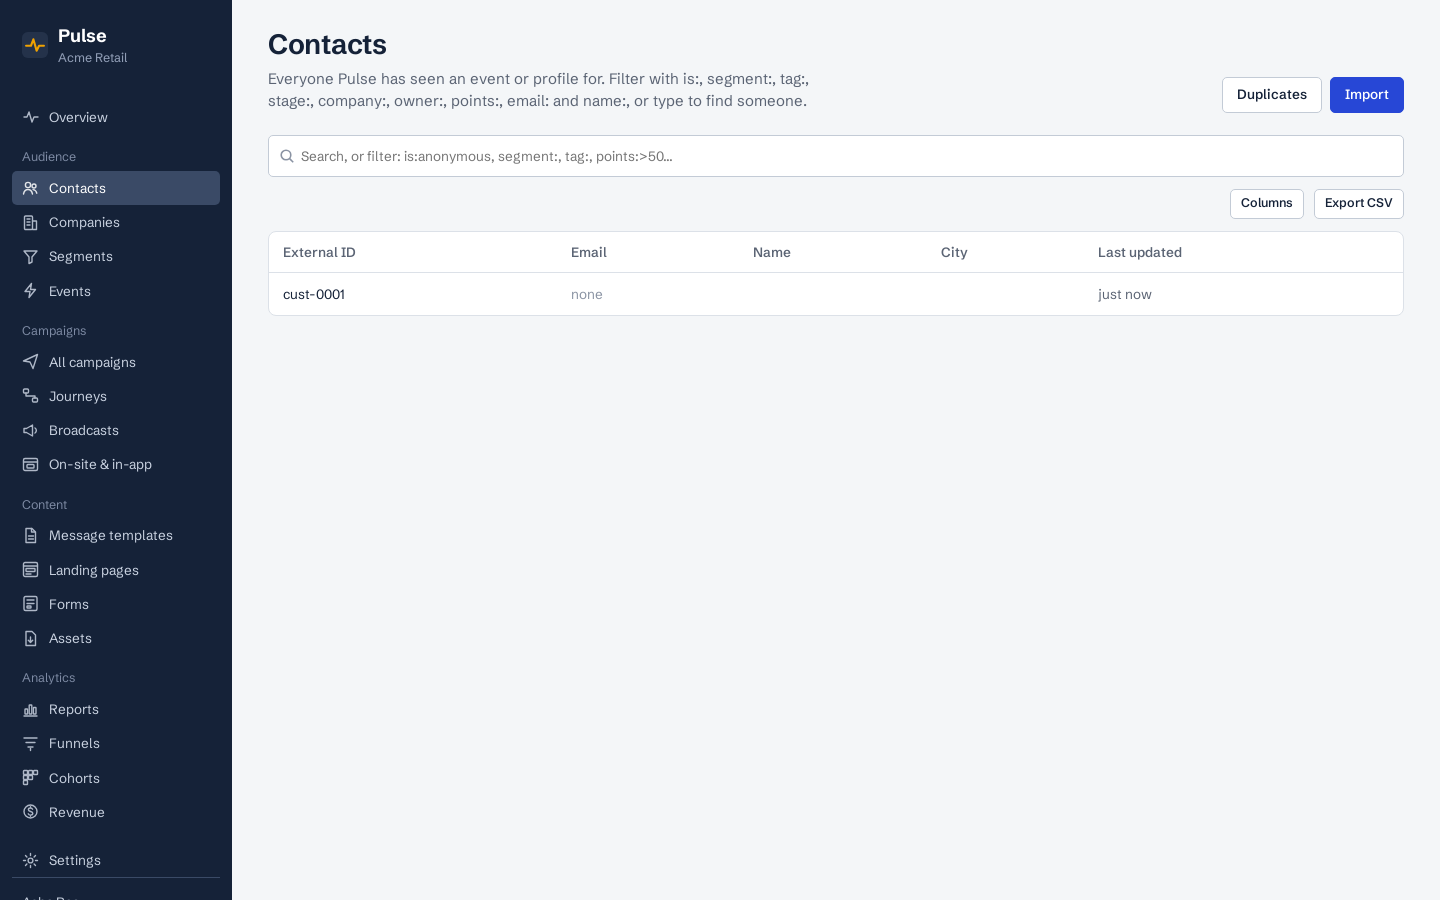 Pulse
Acme Retail
Overview
Audience
Contacts
Companies
Segments
Events
Campaigns
All campaigns
Journeys
Broadcasts
On-site & in-app
Content
Message templates
Landing pages
Forms
Assets
Analytics
Reports
Funnels
Cohorts
Revenue
Settings
Contacts
Everyone Pulse has seen an event or profile for. Filter with is:, segment:, tag:,
stage:, company:, owner:, points:, email: and name:, or type to find someone.
Duplicates
Import
Search, or filter: is:anonymous, segment:, tag:, points:>50...
Columns
Export CSV
External ID Email Name City Last updated
cust-0001 none just now